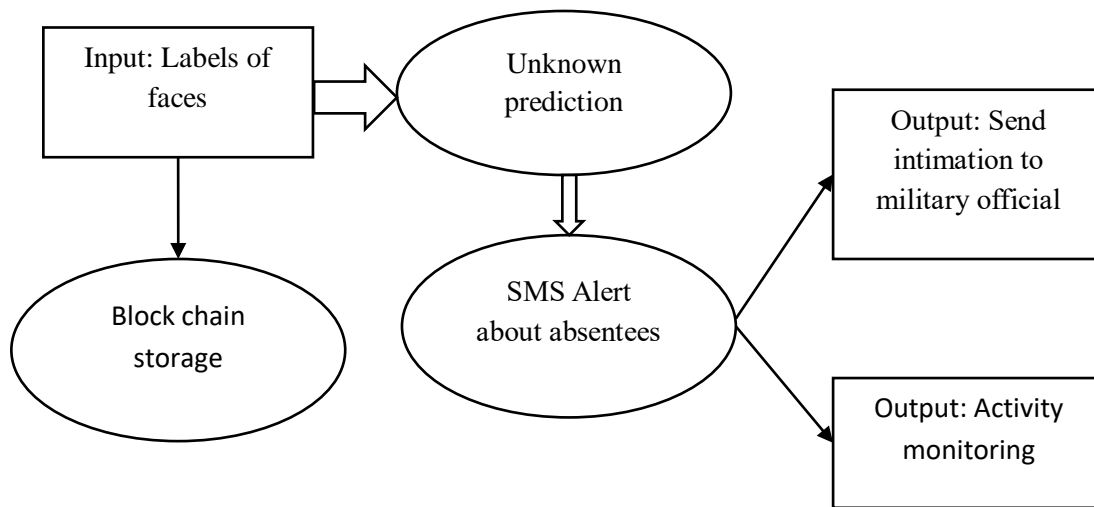 Input: Labels of
faces
Unknown
prediction
Output: Send
intimation to
military official
Block chain
storage
SMS Alert
about absentees
Output: Activity
monitoring